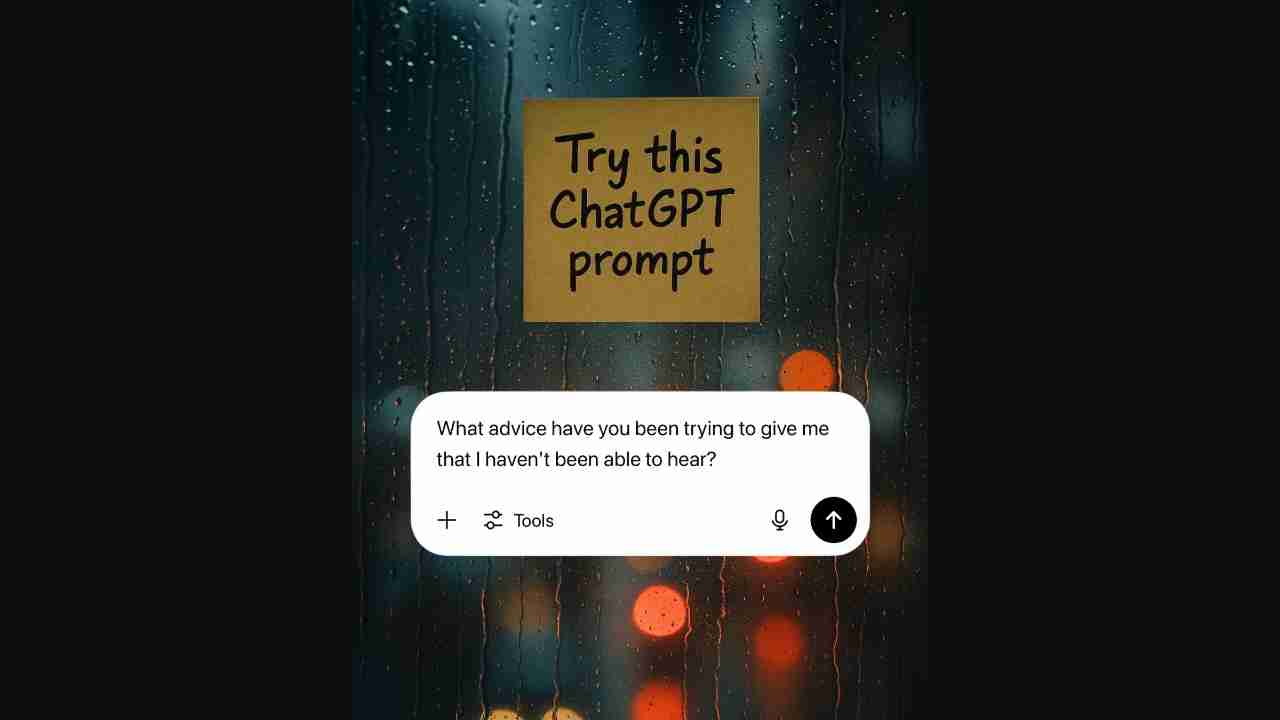 Try this
ChatGPT
prompt
What advice have you been trying to give me
that I haven't been able to hear?
Tools